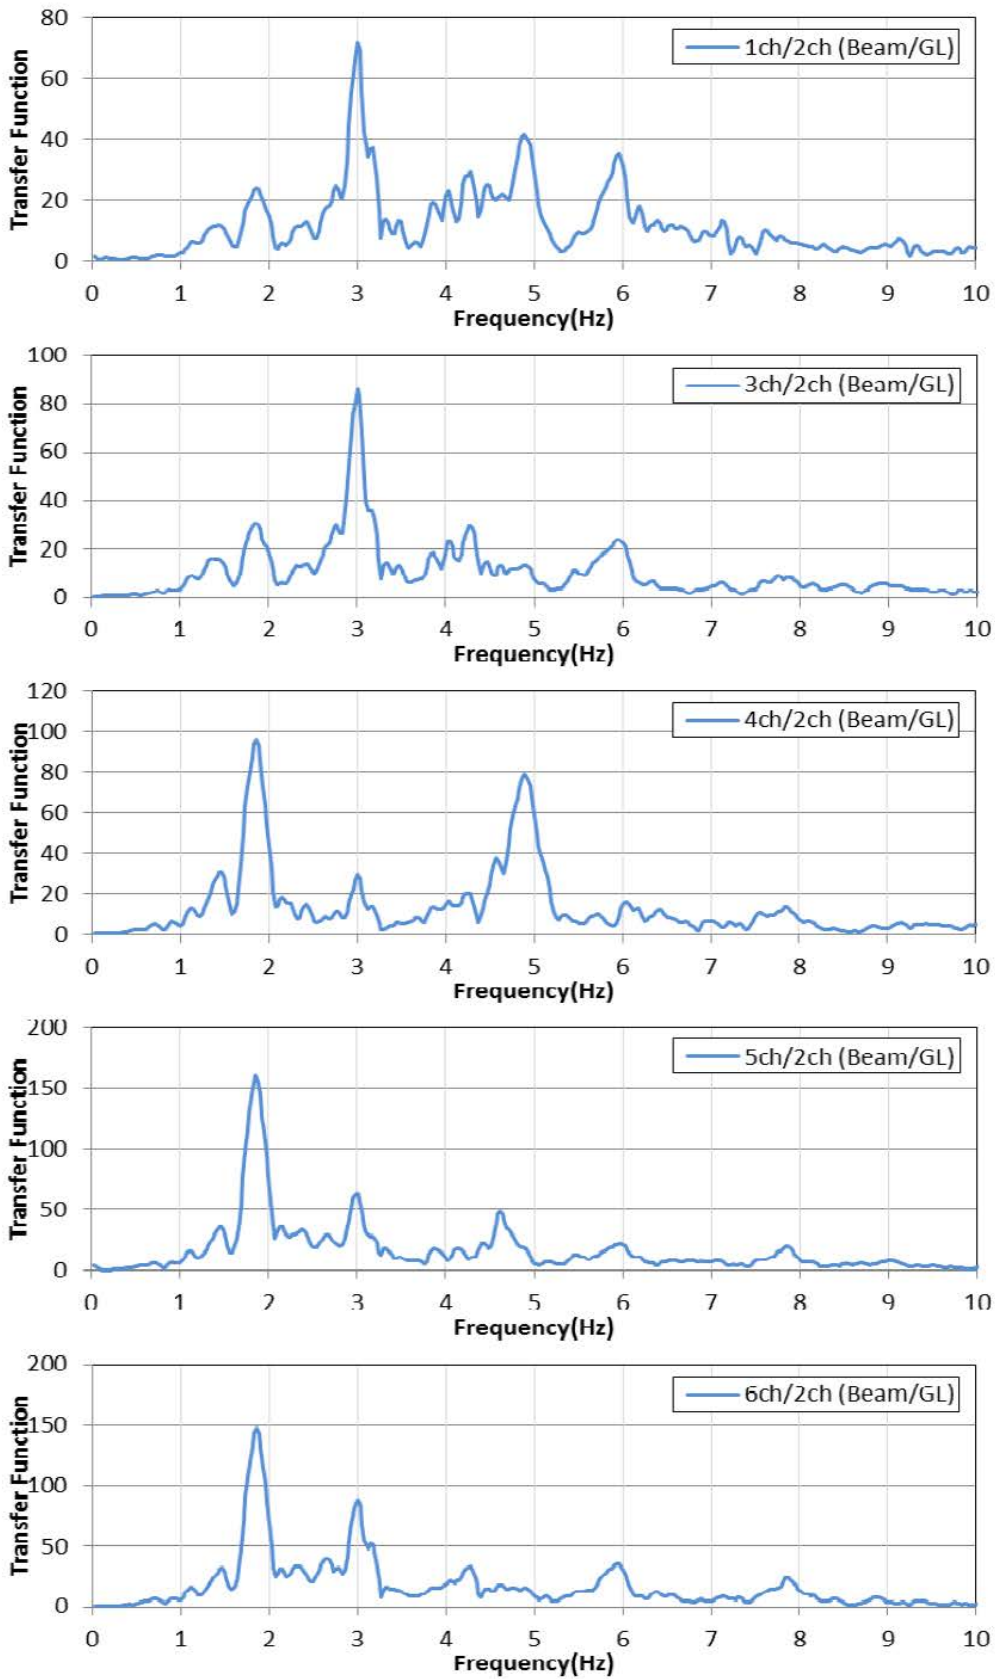 80
60
40
20
0
Transfer Function
1ch/2ch (Beam/GL)
0 1 2 3 4 5 6 7 8 9 10
Frequency(Hz)
100
80
60
40
20
0
Transfer Function
3ch/2ch (Beam/GL)
0 1 2 3 4 5 6 7 8 9 10
Frequency(Hz)
120
100
80
60
40
20
0
Transfer Function
4ch/2ch (Beam/GL)
0 1 2 3 4 5 6 7 8 9 10
Frequency(Hz)
200
150
100
50
0
Transfer Function
5ch/2ch (Beam/GL)
0 1 2 3 4 5 6 7 8 9 10
Frequency(Hz)
200
150
100
50
0
Transfer Function
6ch/2ch (Beam/GL)
0 1 2 3 4 5 6 7 8 9 10
Frequency(Hz)